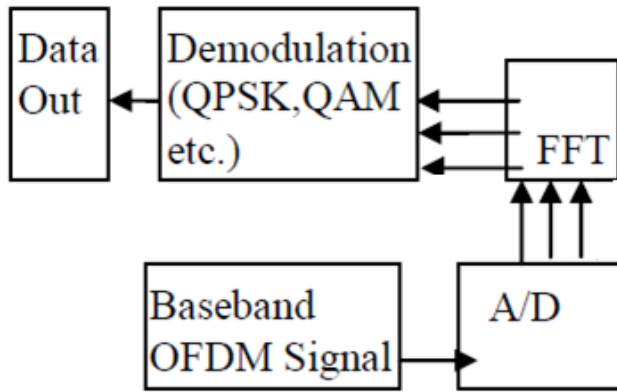 Data
Out
Demodulation
(QPSK,QAM
etc.)
FFT
Baseband
OFDM Signal
A/D